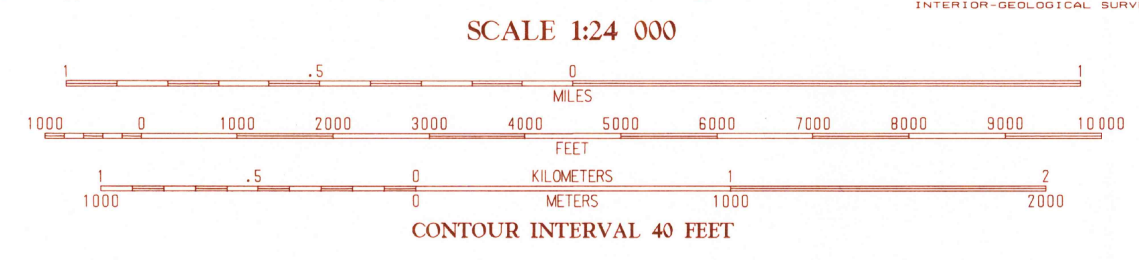 INTERIOR-GEOLOGICAL SURV
SCALE 1:24 000
1 .5 0 1
MILES
1000 0 1000 2000 3000 4000 5000 6000 7000 8000 9000 10000
FEET
1 .5 0 KILOMETERS 1 2
1000 0 METERS 1000 2000
CONTOUR INTERVAL 40 FEET